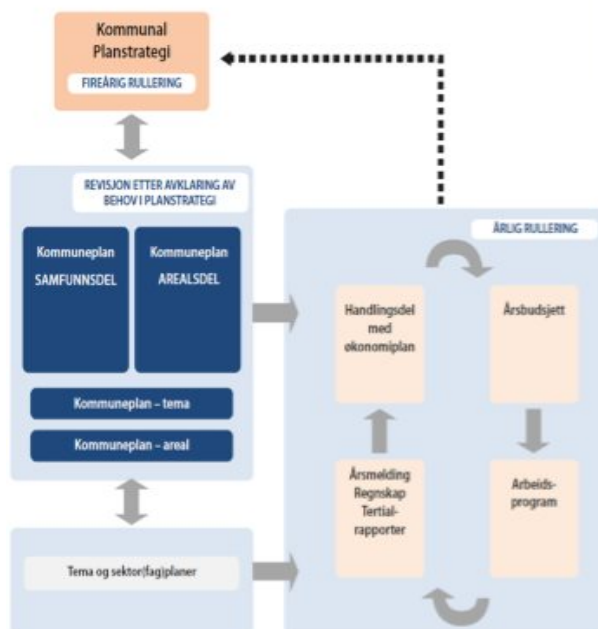 Kommunal
Planstrategi
FIREÅRIG RULLERING
REVISJON ETTER AVKLARING AV
BEHOV I PLANSTRATEGI
Kommuneplan
SAMFUNNSDEL
Kommuneplan
AREALSDEL
Kommuneplan – tema
Kommuneplan – areal
Tema og sektor(fag)planer
ÅRLIG RULLERING
Handlingsdel
med
økonomiplan
Årsbudsjett
Årsmelding
Regnskap
Tertial-
rapporter
Arbeids-
program